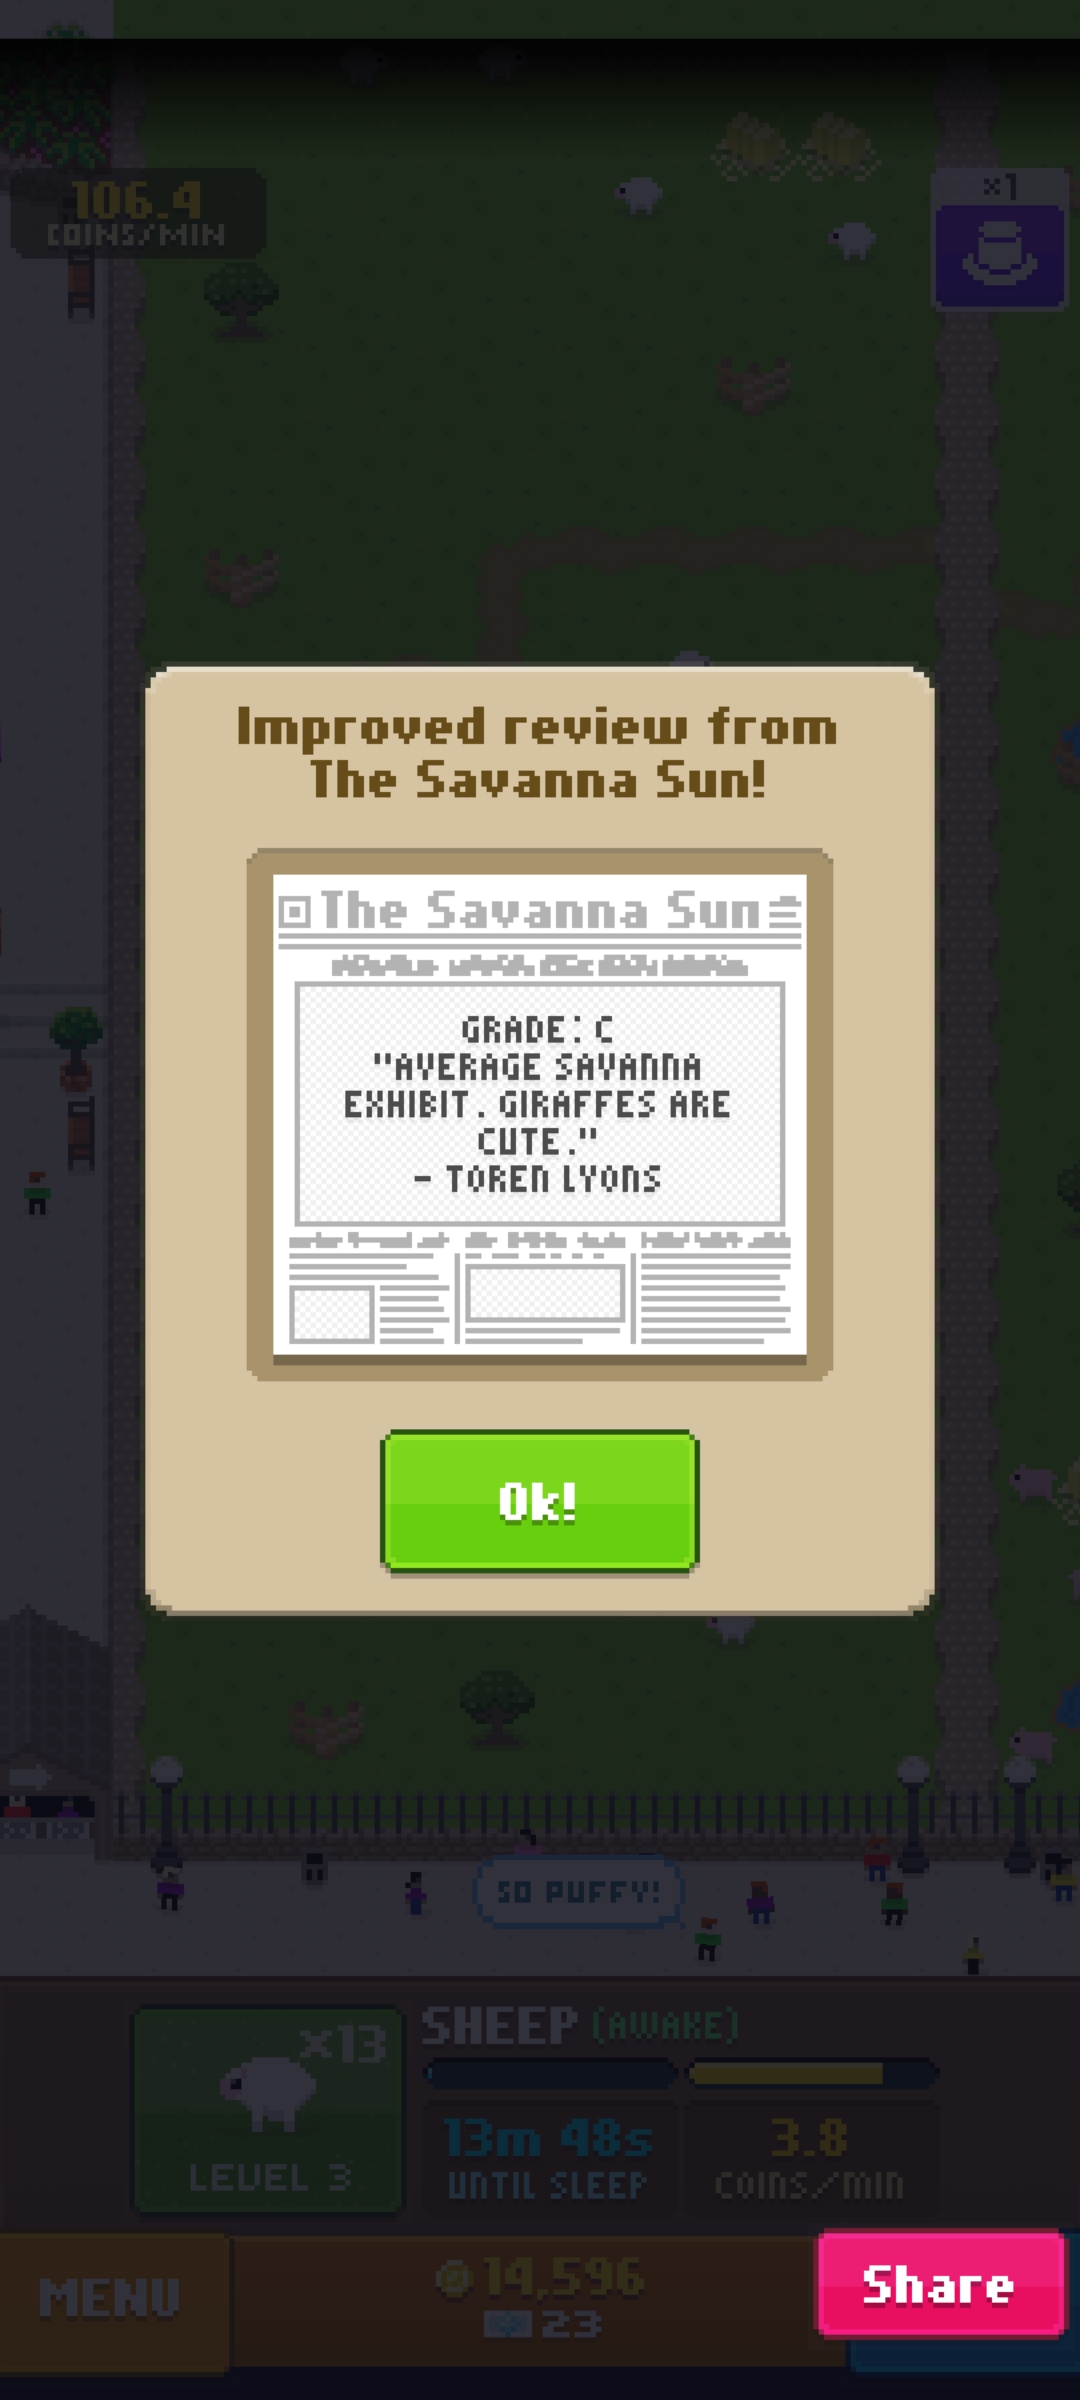 106.4
COINS/MIN
×1
Improved review from
The Savanna Sun!
The Savanna Sun
GRADE: C
"AVERAGE SAVANNA
EXHIBIT. GIRAFFES ARE
CUTE."
- TOREN LYONS
Ok!
SO PUFFY!
×13
LEVEL 3
SHEEP (AWAKE)
13m 48s
UNTIL SLEEP
3.8
COINS/MIN
MENU
14,596
23
Share